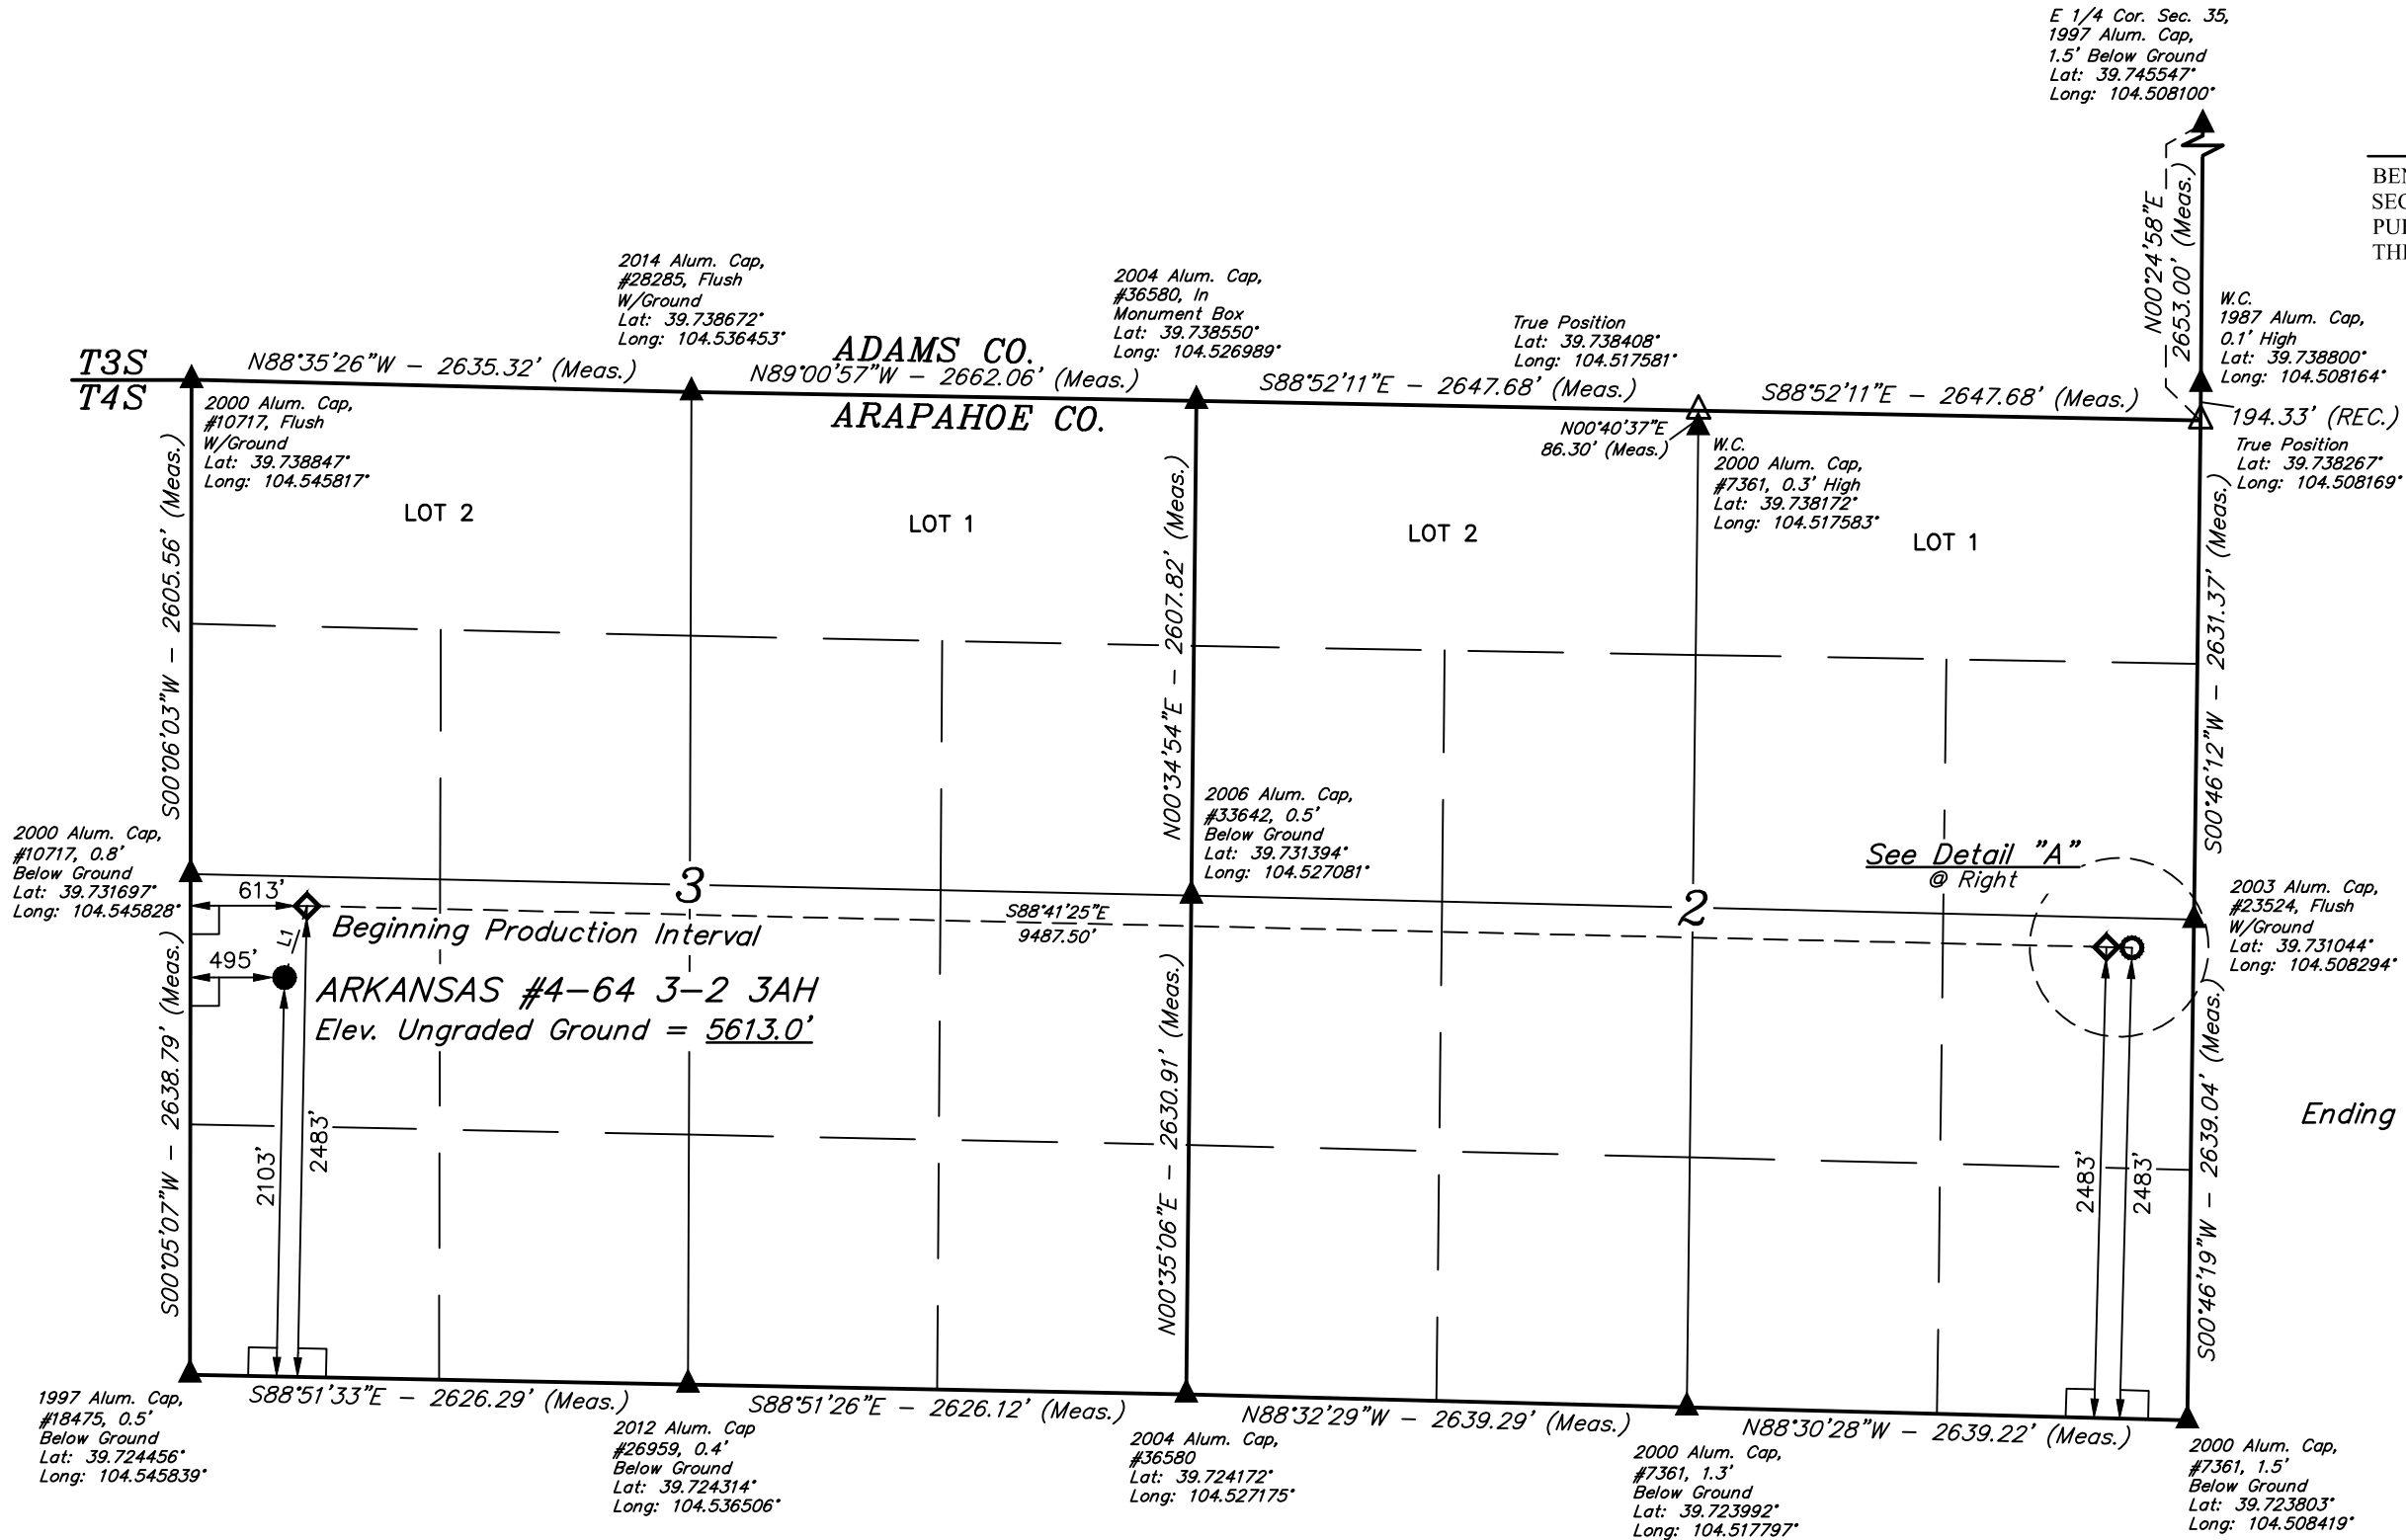 E 1/4 Cor. Sec. 35,
1997 Alum. Cap,
1.5' Below Ground
Lat: 39.745547°
Long: 104.508100°
N00°24'58"E
2653.00' (Meas.)
W.C.
1987 Alum. Cap,
0.1' High
Lat: 39.738800°
Long: 104.508164°
194.33' (REC.)
True Position
Lat: 39.738267°
Long: 104.508169°
2014 Alum. Cap,
#28285, Flush
W/Ground
Lat: 39.738672°
Long: 104.536453°
2004 Alum. Cap,
#36580, In
Monument Box
Lat: 39.738550°
Long: 104.526989°
True Position
Lat: 39.738408°
Long: 104.517581°
T3S
T4S
N88°35'26"W - 2635.32' (Meas.)
ADAMS CO.
N89°00'57"W - 2662.06' (Meas.)
ARAPAHOE CO.
S88°52'11"E - 2647.68' (Meas.)
S88°52'11"E - 2647.68' (Meas.)
N00°40'37"E
86.30' (Meas.)
W.C.
2000 Alum. Cap,
#7361, 0.3' High
Lat: 39.738172°
Long: 104.517583°
2000 Alum. Cap,
#10717, Flush
W/Ground
Lat: 39.738847°
Long: 104.545817°
LOT 2
LOT 1
LOT 2
LOT 1
S00°06'03"W - 2605.56' (Meas.)
N00°34'54"E - 2607.82' (Meas.)
S00°46'12"W - 2631.37' (Meas.)
2000 Alum. Cap,
#10717, 0.8'
Below Ground
Lat: 39.731697°
Long: 104.545828°
2006 Alum. Cap,
#33642, 0.5'
Below Ground
Lat: 39.731394°
Long: 104.527081°
See Detail "A"
@ Right
2003 Alum. Cap,
#23524, Flush
W/Ground
Lat: 39.731044°
Long: 104.508294°
613'
3
2
L1
Beginning Production Interval
S88°41'25"E
9487.50'
495'
ARKANSAS #4-64 3-2 3AH
Elev. Ungraded Ground = 5613.0'
2103'
2483'
2483'
2483'
Ending
S00°05'07"W - 2638.79' (Meas.)
N00°35'06"E - 2630.91' (Meas.)
S00°46'19"W - 2639.04' (Meas.)
S88°51'33"E - 2626.29' (Meas.)
S88°51'26"E - 2626.12' (Meas.)
N88°32'29"W - 2639.29' (Meas.)
N88°30'28"W - 2639.22' (Meas.)
1997 Alum. Cap,
#18475, 0.5'
Below Ground
Lat: 39.724456°
Long: 104.545839°
2012 Alum. Cap
#26959, 0.4'
Below Ground
Lat: 39.724314°
Long: 104.536506°
2004 Alum. Cap,
#36580
Lat: 39.724172°
Long: 104.527175°
2000 Alum. Cap,
#7361, 1.3'
Below Ground
Lat: 39.723992°
Long: 104.517797°
2000 Alum. Cap,
#7361, 1.5'
Below Ground
Lat: 39.723803°
Long: 104.508419°